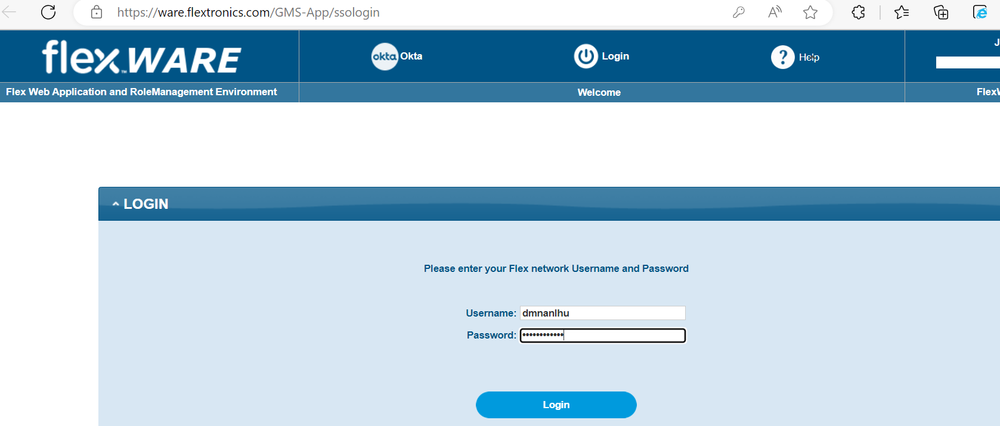 https://ware.flextronics.com/GMS-App/ssologin
flex WARE
okta Okta
Login
? Help
J
Flex Web Application and RoleManagement Environment
Welcome
Flex
LOGIN
Please enter your Flex network Username and Password
Username: dmnanlhu
Password: ••••••••••••
Login